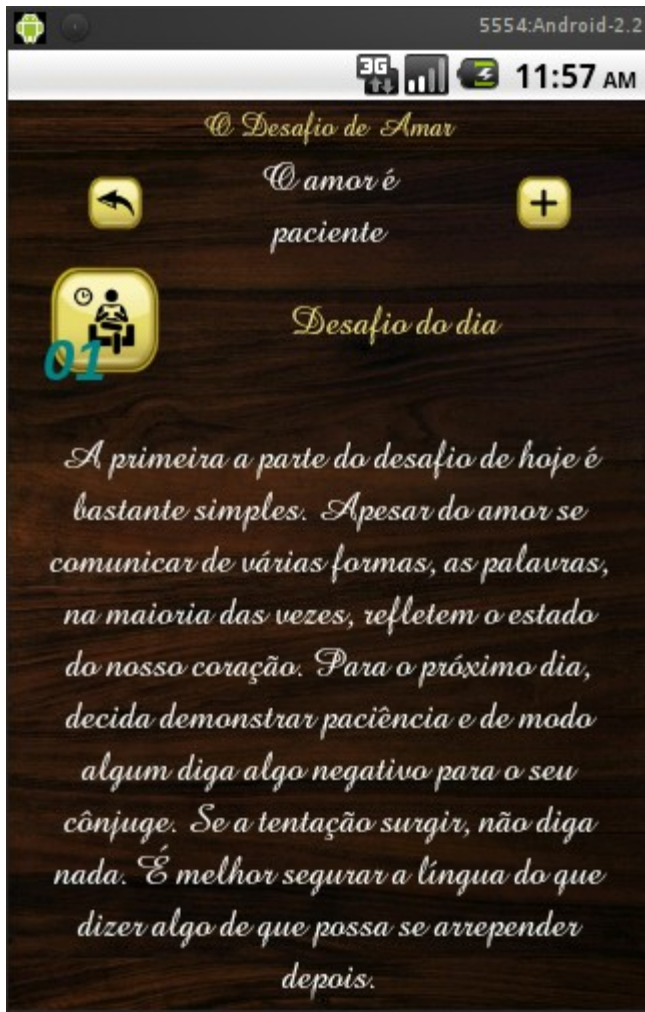 5554:Android-2.2
3G 11:57 AM
O Desafio de Amar
O amor é
paciente
01
Desafio do dia
A primeira a parte do desafio de hoje é
bastante simples. Apesar do amor se
comunicar de várias formas, as palavras,
na maioria das vezes, refletem o estado
do nosso coração. Para o próximo dia,
decida demonstrar paciência e de modo
algum diga algo negativo para o seu
cônjuge. Se a tentação surgir, não diga
nada. É melhor segurar a língua do que
dizer algo de que possa se arrepender
depois.